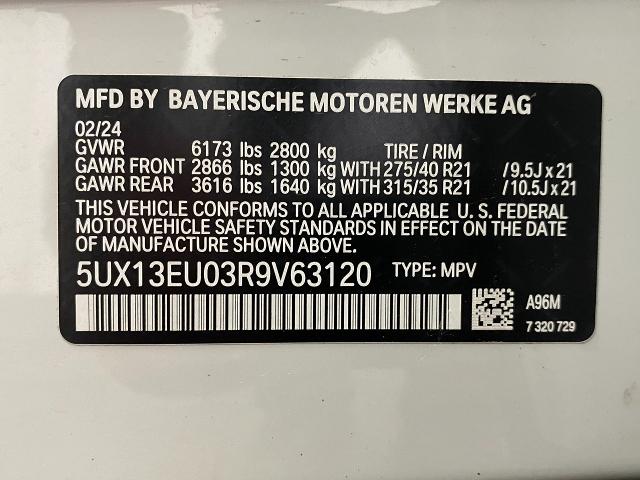 MFD BY BAYERISCHE MOTOREN WERKE AG
02/24
GVWR 6173 lbs 2800 kg TIRE / RIM
GAWR FRONT 2866 lbs 1300 kg WITH 275/40 R21 /9.5J x 21
GAWR REAR 3616 lbs 1640 kg WITH 315/35 R21 /10.5J x 21
THIS VEHICLE CONFORMS TO ALL APPLICABLE U. S. FEDERAL
MOTOR VEHICLE SAFETY STANDARDS IN EFFECT ON THE
DATE OF MANUFACTURE SHOWN ABOVE.
5UX13EU03R9V63120 TYPE: MPV
A96M
7 320 729